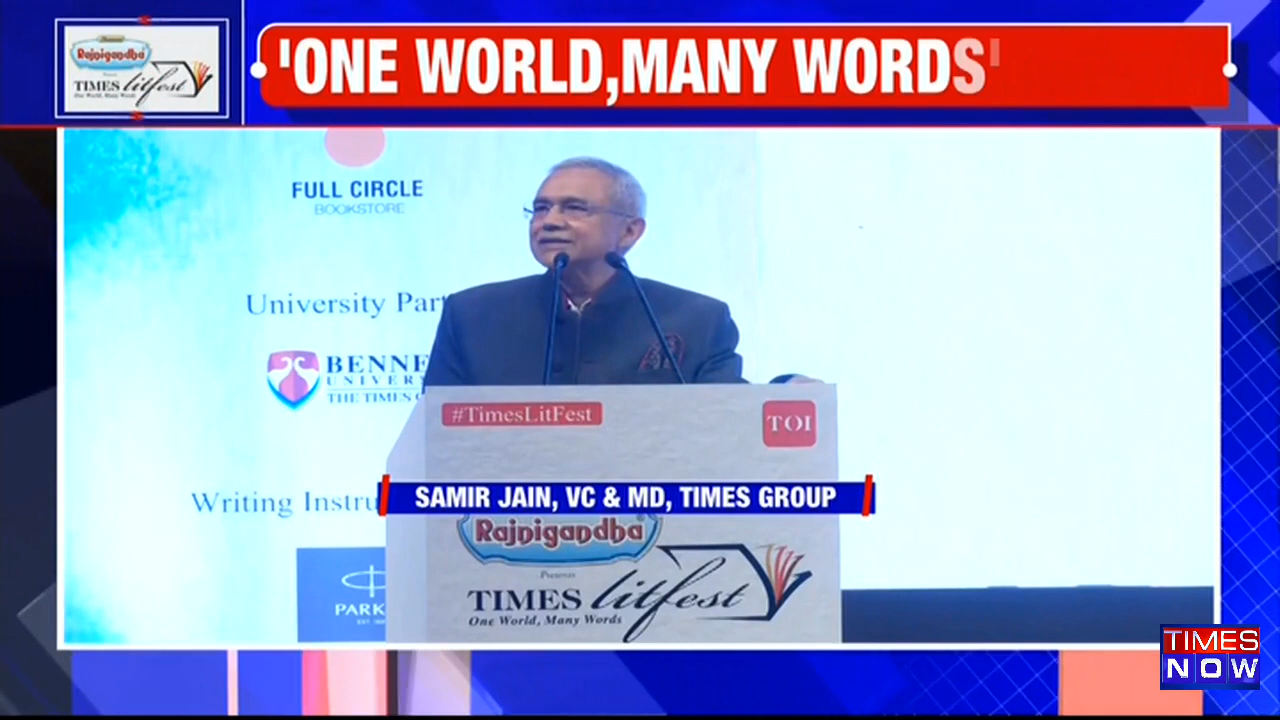 Rajnigandha
Presents
TIMES litfest
One World, Many Words
'ONE WORLD,MANY WORDS'
FULL CIRCLE
BOOKSTORE
University Part
BENNE
UNIVER
THE TIMES O
#TimesLitFest
TOI
Writing Instru
SAMIR JAIN, VC & MD, TIMES GROUP
Rajnigandha
Presents
TIMES litfest
One World, Many Words
PARK
TIMES
NOW